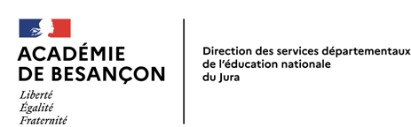 ACADÉMIE
DE BESANÇON
Liberté
Égalité
Fraternité
Direction des services départementaux
de l'éducation nationale
du Jura